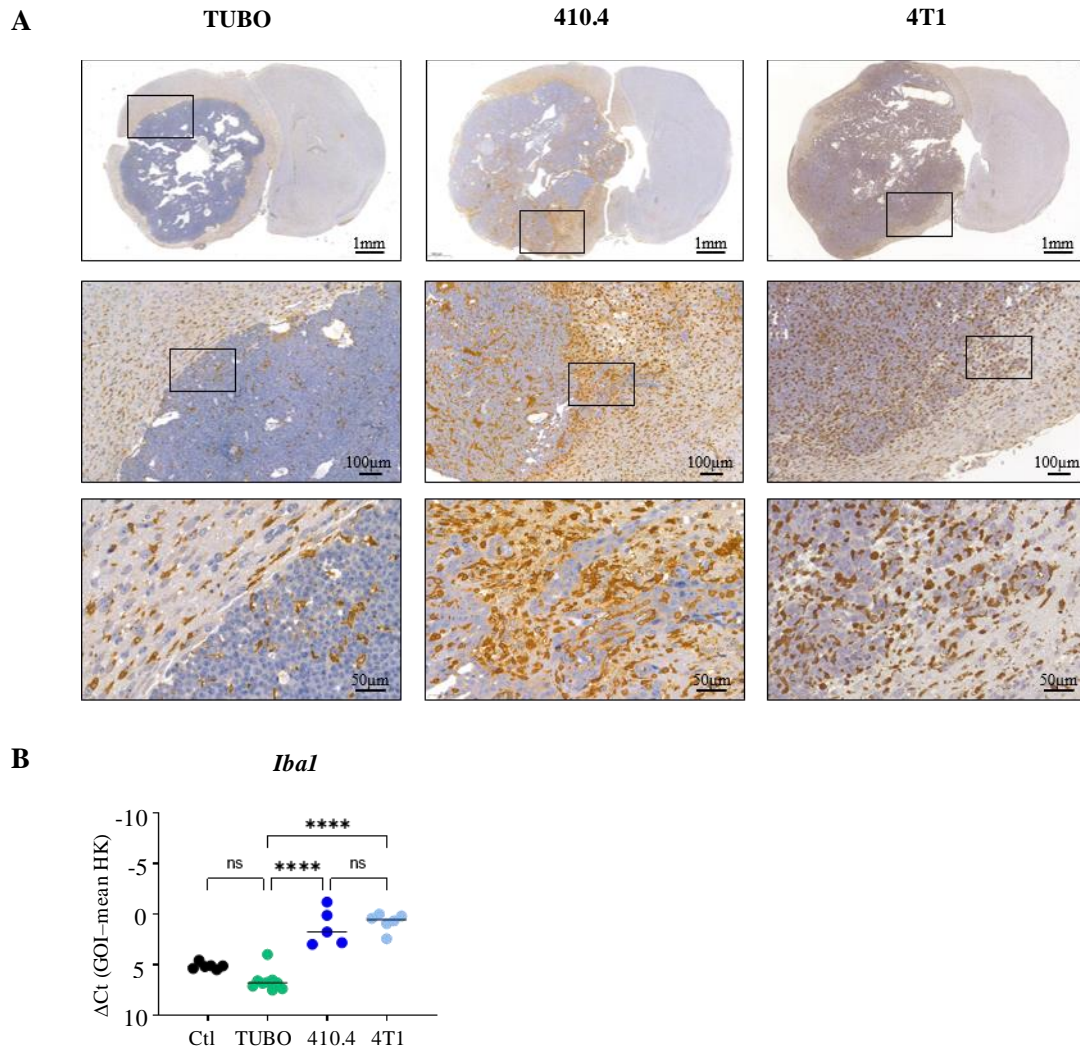 A
TUBO 410.4 4T1
1mm 1mm 1mm
100µm 100µm 100µm
50µm 50µm 50µm
B
Iba1
-10
-5
0
5
10
ΔCt (GOI–mean HK)
****
ns **** ns
Ctl TUBO 410.4 4T1